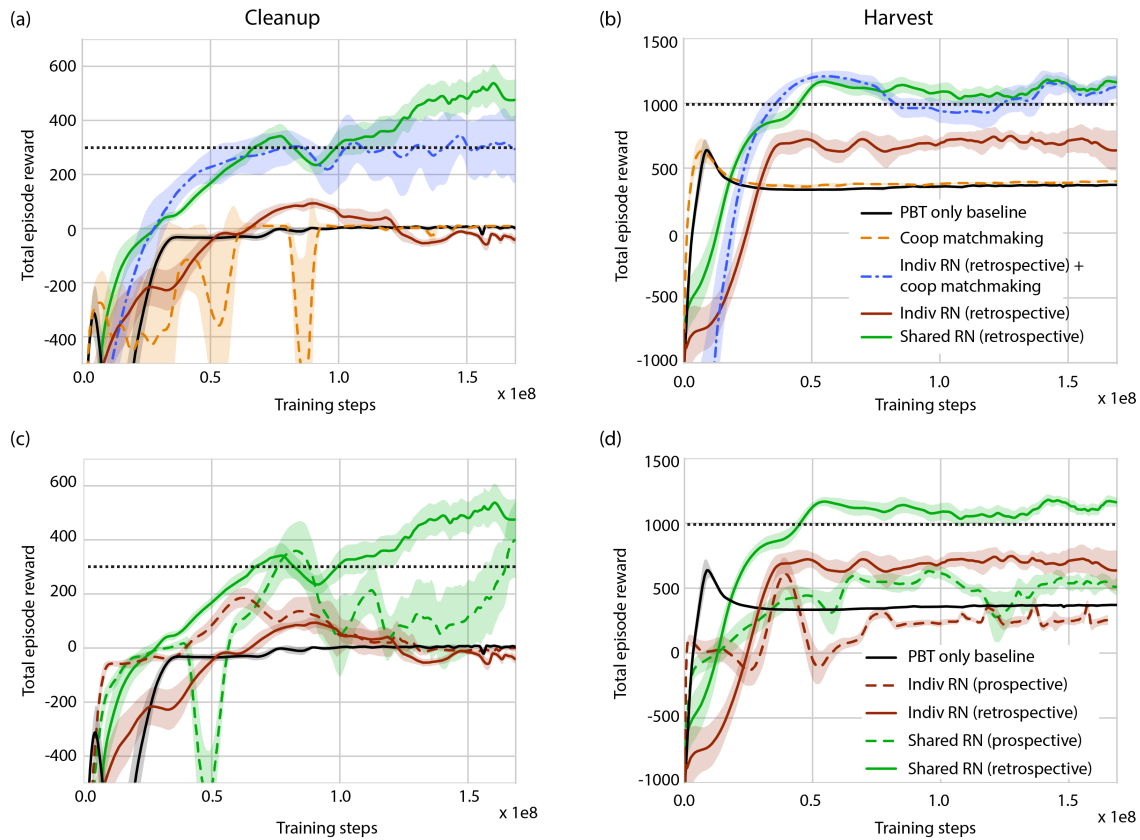 (a)
Cleanup
Total episode reward
600
400
200
0
-200
-400
0.0
0.5
1.0
1.5
x 1e8
Training steps
(b)
Harvest
Total episode reward
1500
1000
500
0
-500
-1000
PBT only baseline
Coop matchmaking
Indiv RN (retrospective) +
coop matchmaking
Indiv RN (retrospective)
Shared RN (retrospective)
0.0
0.5
1.0
1.5
x 1e8
Training steps
(c)
Total episode reward
600
400
200
0
-200
-400
0.0
0.5
1.0
1.5
x 1e8
Training steps
(d)
Total episode reward
1500
1000
500
0
-500
-1000
PBT only baseline
Indiv RN (prospective)
Indiv RN (retrospective)
Shared RN (prospective)
Shared RN (retrospective)
0.0
0.5
1.0
1.5
x 1e8
Training steps